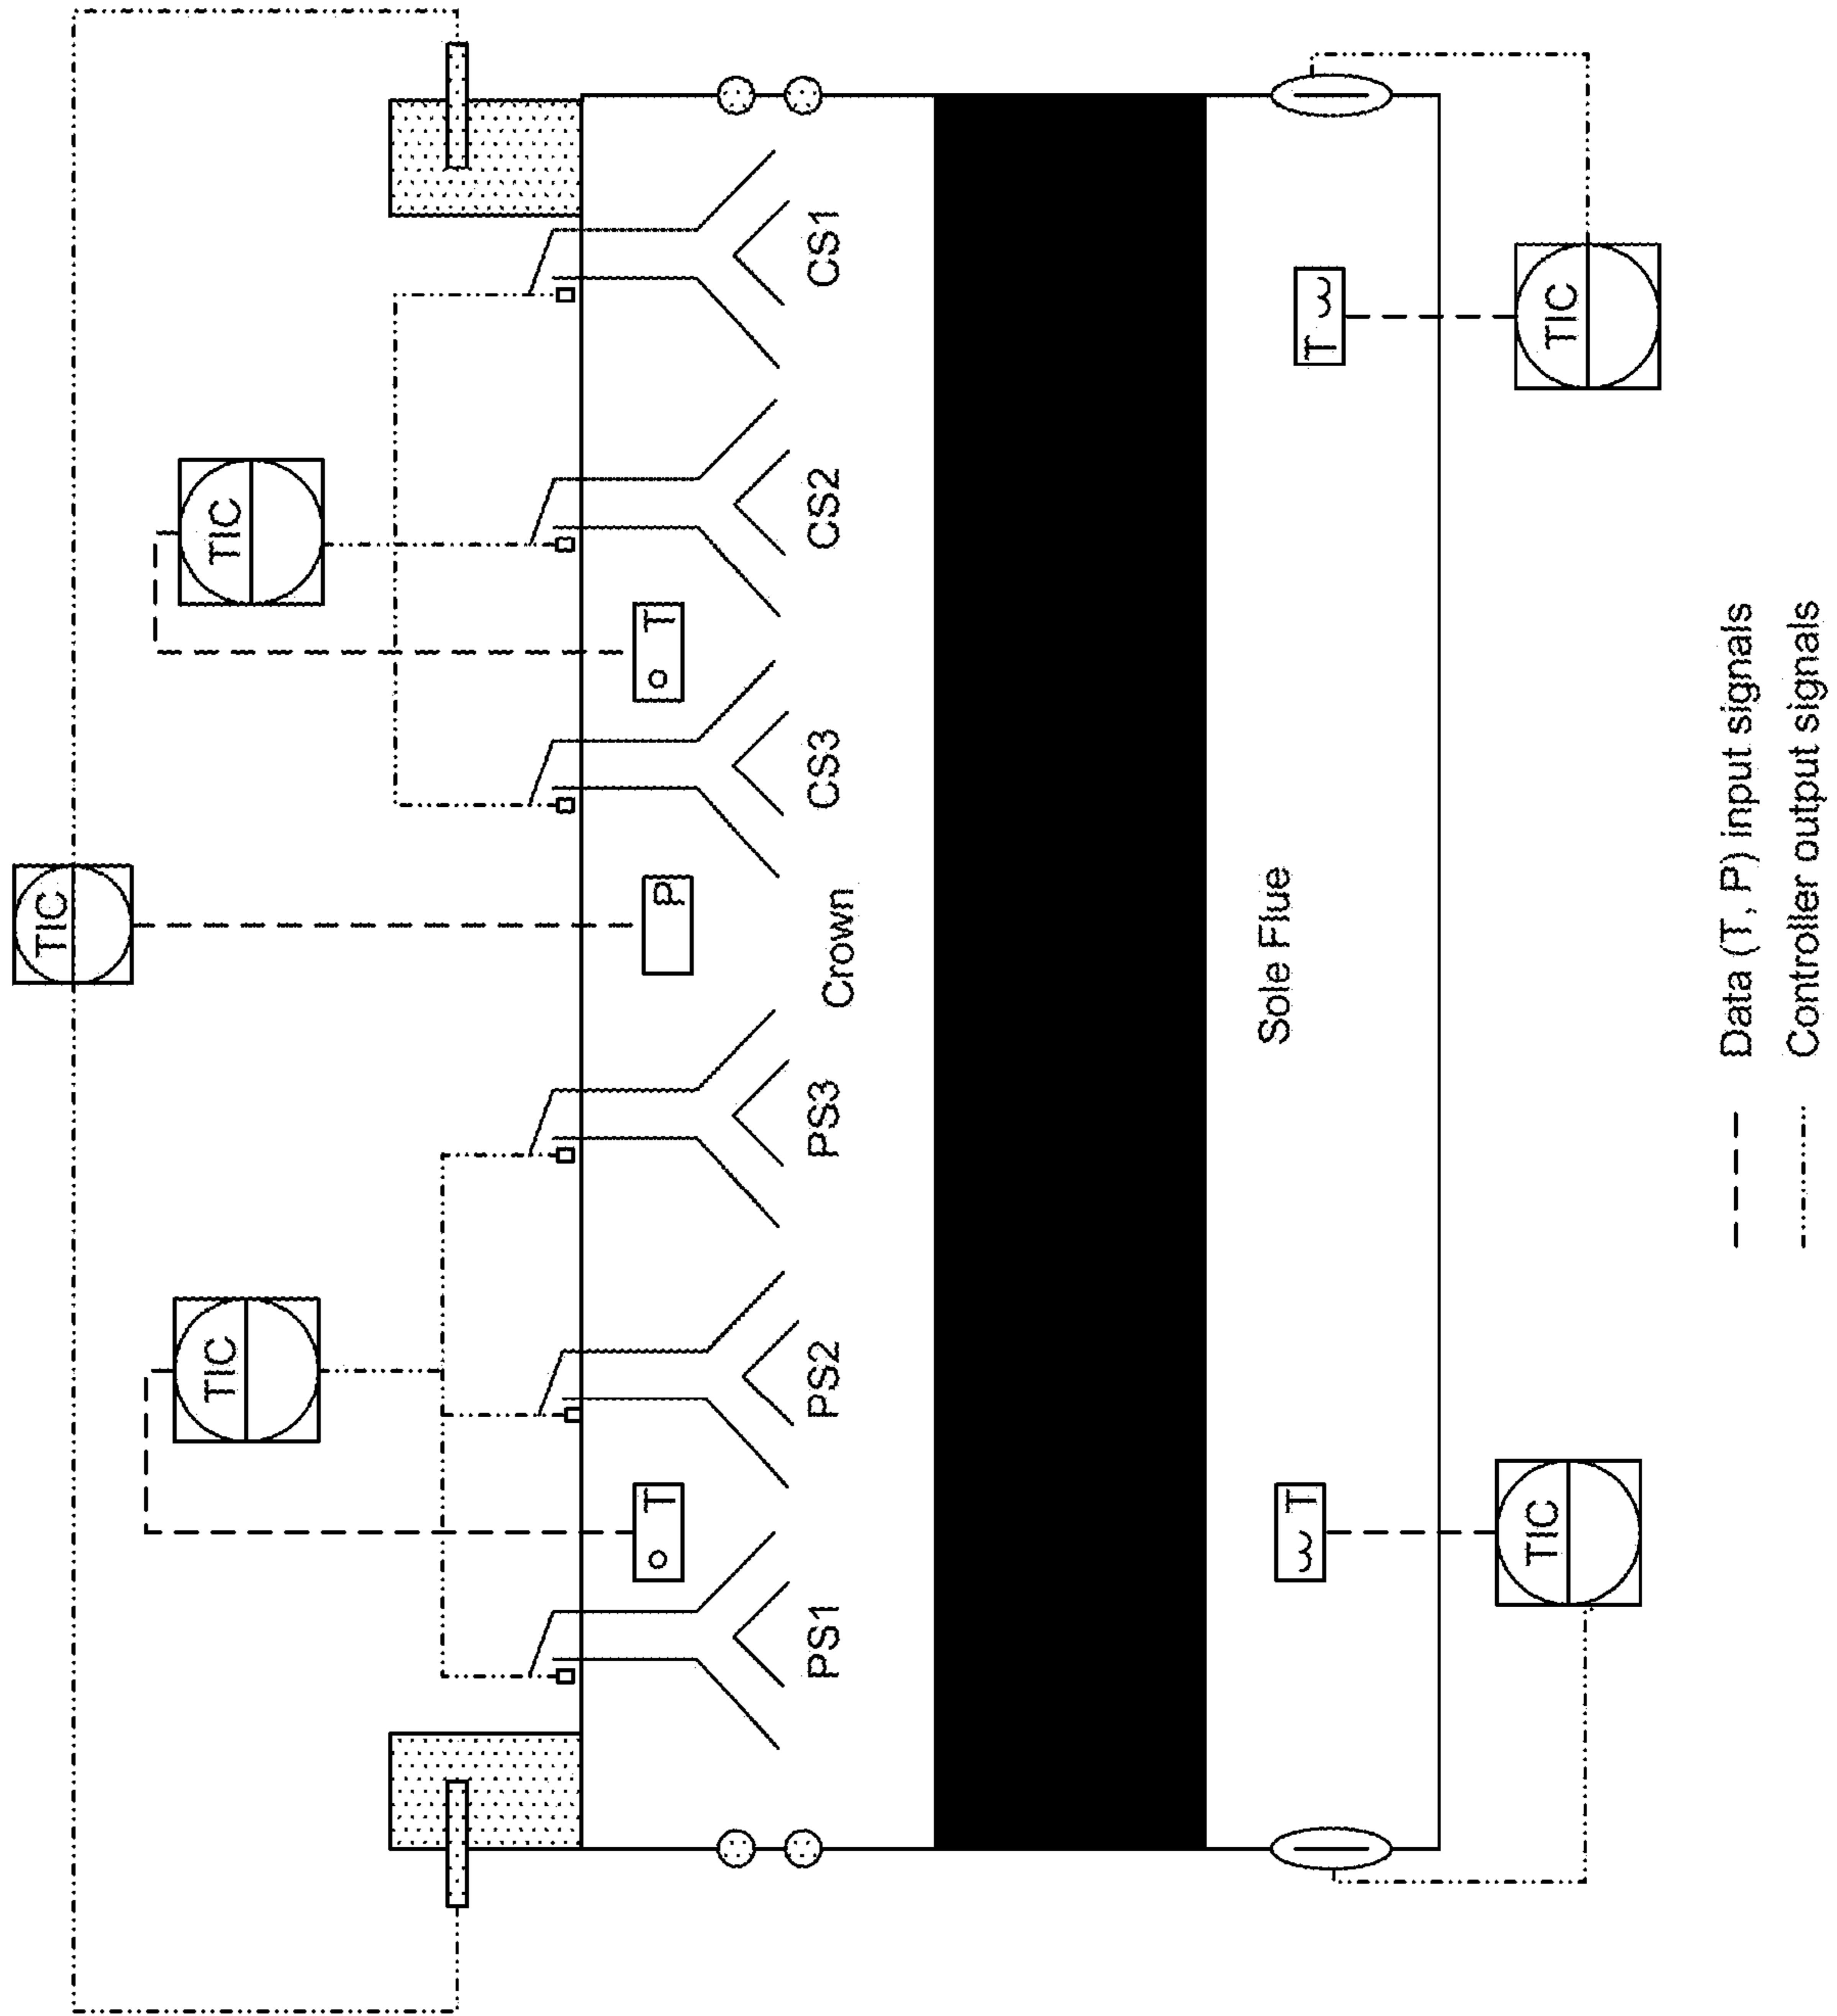 TIC
TIC
TIC
o T
P
o T
PS1
PS2
PS3
Crown
CS3
CS2
CS1
Sole Flue
T
T
TIC
TIC
Data (T, P) input signals
Controller output signals